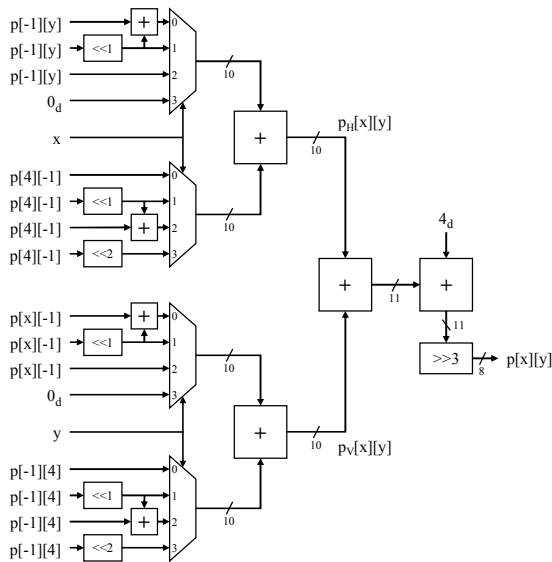 p[-1][y] + 0
p[-1][y] <<1 1
p[-1][y] 2
0d 3
10
x
+ 10 pH[x][y]
p[4][-1] 0
p[4][-1] <<1 1
p[4][-1] + 2
p[4][-1] <<2 3
10
4d
+ 11 +
11
>>3 8 p[x][y]
p[x][-1] + 0
p[x][-1] <<1 1
p[x][-1] 2
0d 3
10
y
+ 10 pV[x][y]
p[-1][4] 0
p[-1][4] <<1 1
p[-1][4] + 2
p[-1][4] <<2 3
10